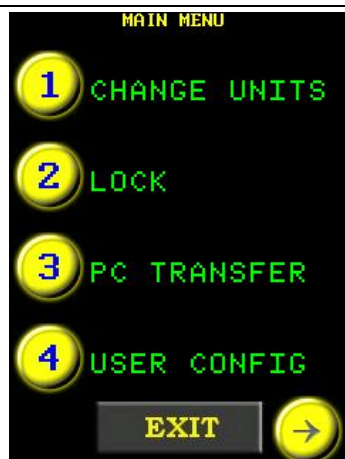 MAIN MENU
1 CHANGE UNITS
2 LOCK
3 PC TRANSFER
4 USER CONFIG
EXIT →